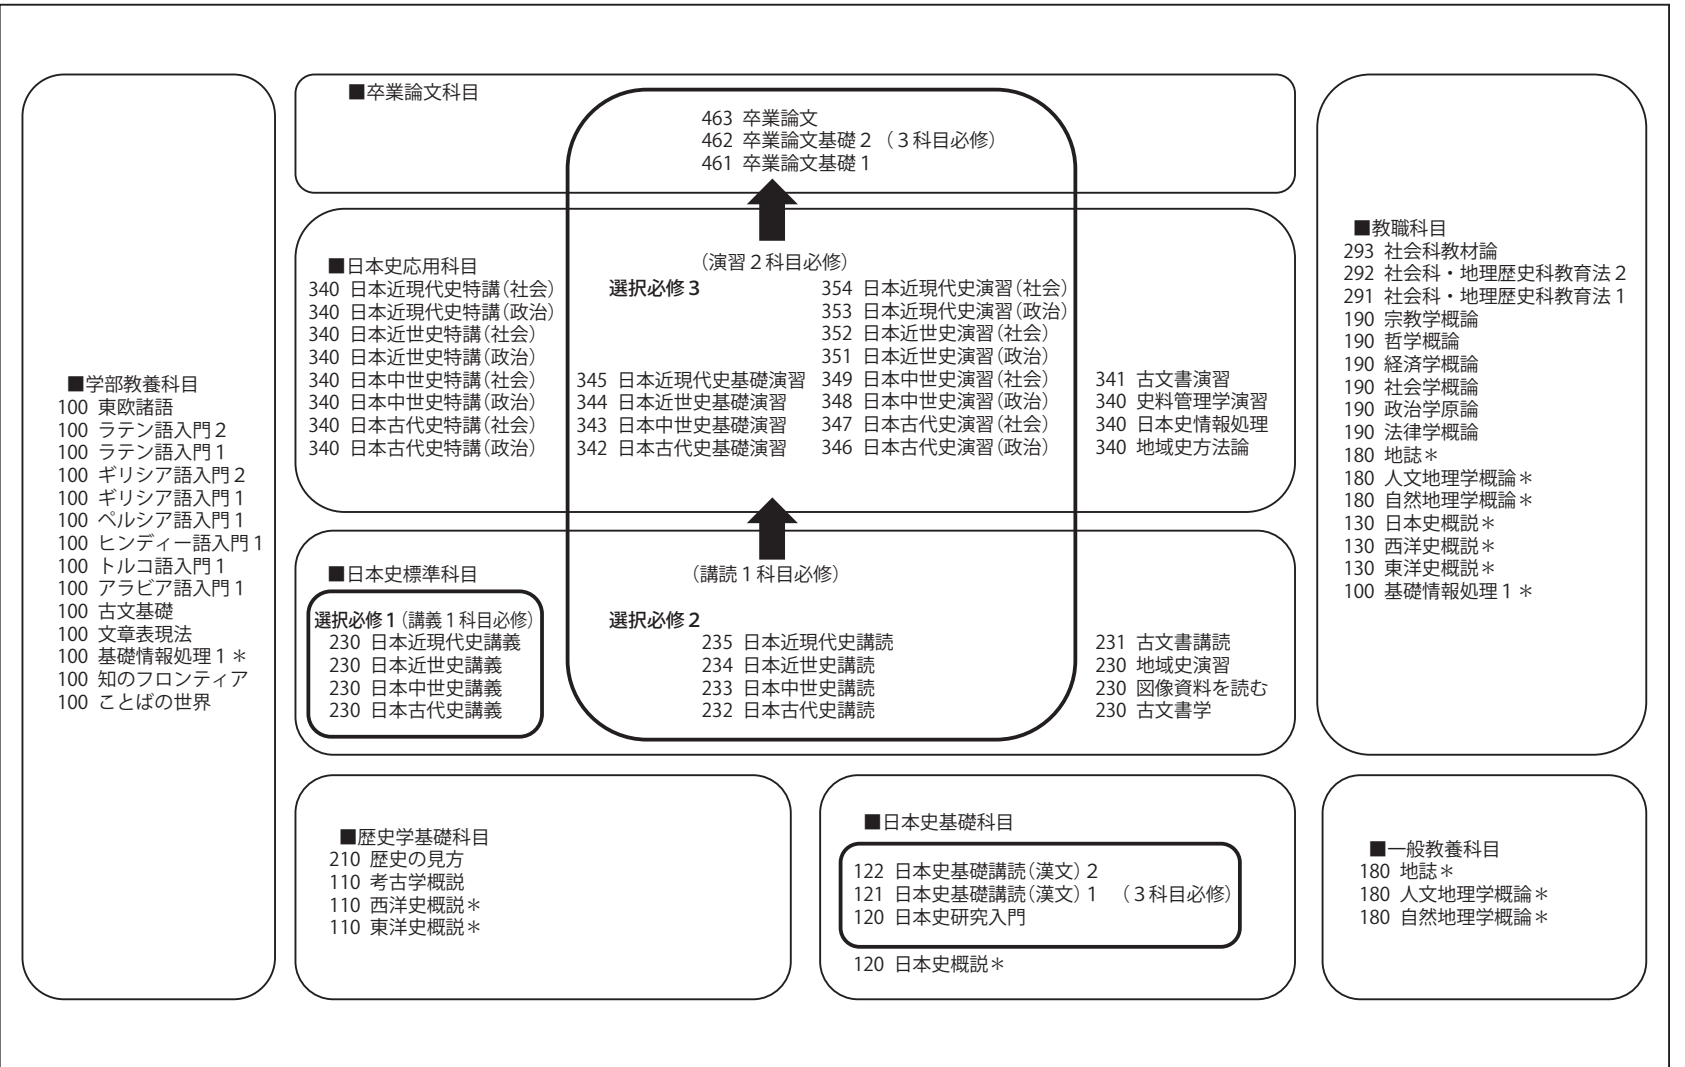 ■学部教養科目
100 東欧諸語
100 ラテン語入門２
100 ラテン語入門１
100 ギリシア語入門２
100 ギリシア語入門１
100 ペルシア語入門１
100 ヒンディー語入門１
100 トルコ語入門１
100 アラビア語入門１
100 古文基礎
100 文章表現法
100 基礎情報処理１＊
100 知のフロンティア
100 ことばの世界
■卒業論文科目
463 卒業論文
462 卒業論文基礎２（３科目必修）
461 卒業論文基礎１
■日本史応用科目
340 日本近現代史特講(社会)
340 日本近現代史特講(政治)
340 日本近世史特講(社会)
340 日本近世史特講(政治)
340 日本中世史特講(社会)
340 日本中世史特講(政治)
340 日本古代史特講(社会)
340 日本古代史特講(政治)
(演習２科目必修)
選択必修３
345 日本近現代史基礎演習
344 日本近世史基礎演習
343 日本中世史基礎演習
342 日本古代史基礎演習
354 日本近現代史演習(社会)
353 日本近現代史演習(政治)
352 日本近世史演習(社会)
351 日本近世史演習(政治)
349 日本中世史演習(社会)
348 日本中世史演習(政治)
347 日本古代史演習(社会)
346 日本古代史演習(政治)
341 古文書演習
340 史料管理学演習
340 日本史情報処理
340 地域史方法論
■日本史標準科目
選択必修１(講義１科目必修)
230 日本近現代史講義
230 日本近世史講義
230 日本中世史講義
230 日本古代史講義
(講読１科目必修)
選択必修２
235 日本近現代史講読
234 日本近世史講読
233 日本中世史講読
232 日本古代史講読
231 古文書講読
230 地域史演習
230 図像資料を読む
230 古文書学
■歴史学基礎科目
210 歴史の見方
110 考古学概説
110 西洋史概説＊
110 東洋史概説＊
■日本史基礎科目
122 日本史基礎講読(漢文)２
121 日本史基礎講読(漢文)１ （３科目必修)
120 日本史研究入門
120 日本史概説＊
■教職科目
293 社会科教材論
292 社会科・地理歴史科教育法２
291 社会科・地理歴史科教育法１
190 宗教学概論
190 哲学概論
190 経済学概論
190 社会学概論
190 政治学原論
190 法律学概論
180 地誌＊
180 人文地理学概論＊
180 自然地理学概論＊
130 日本史概説＊
130 西洋史概説＊
130 東洋史概説＊
100 基礎情報処理１＊
■一般教養科目
180 地誌＊
180 人文地理学概論＊
180 自然地理学概論＊